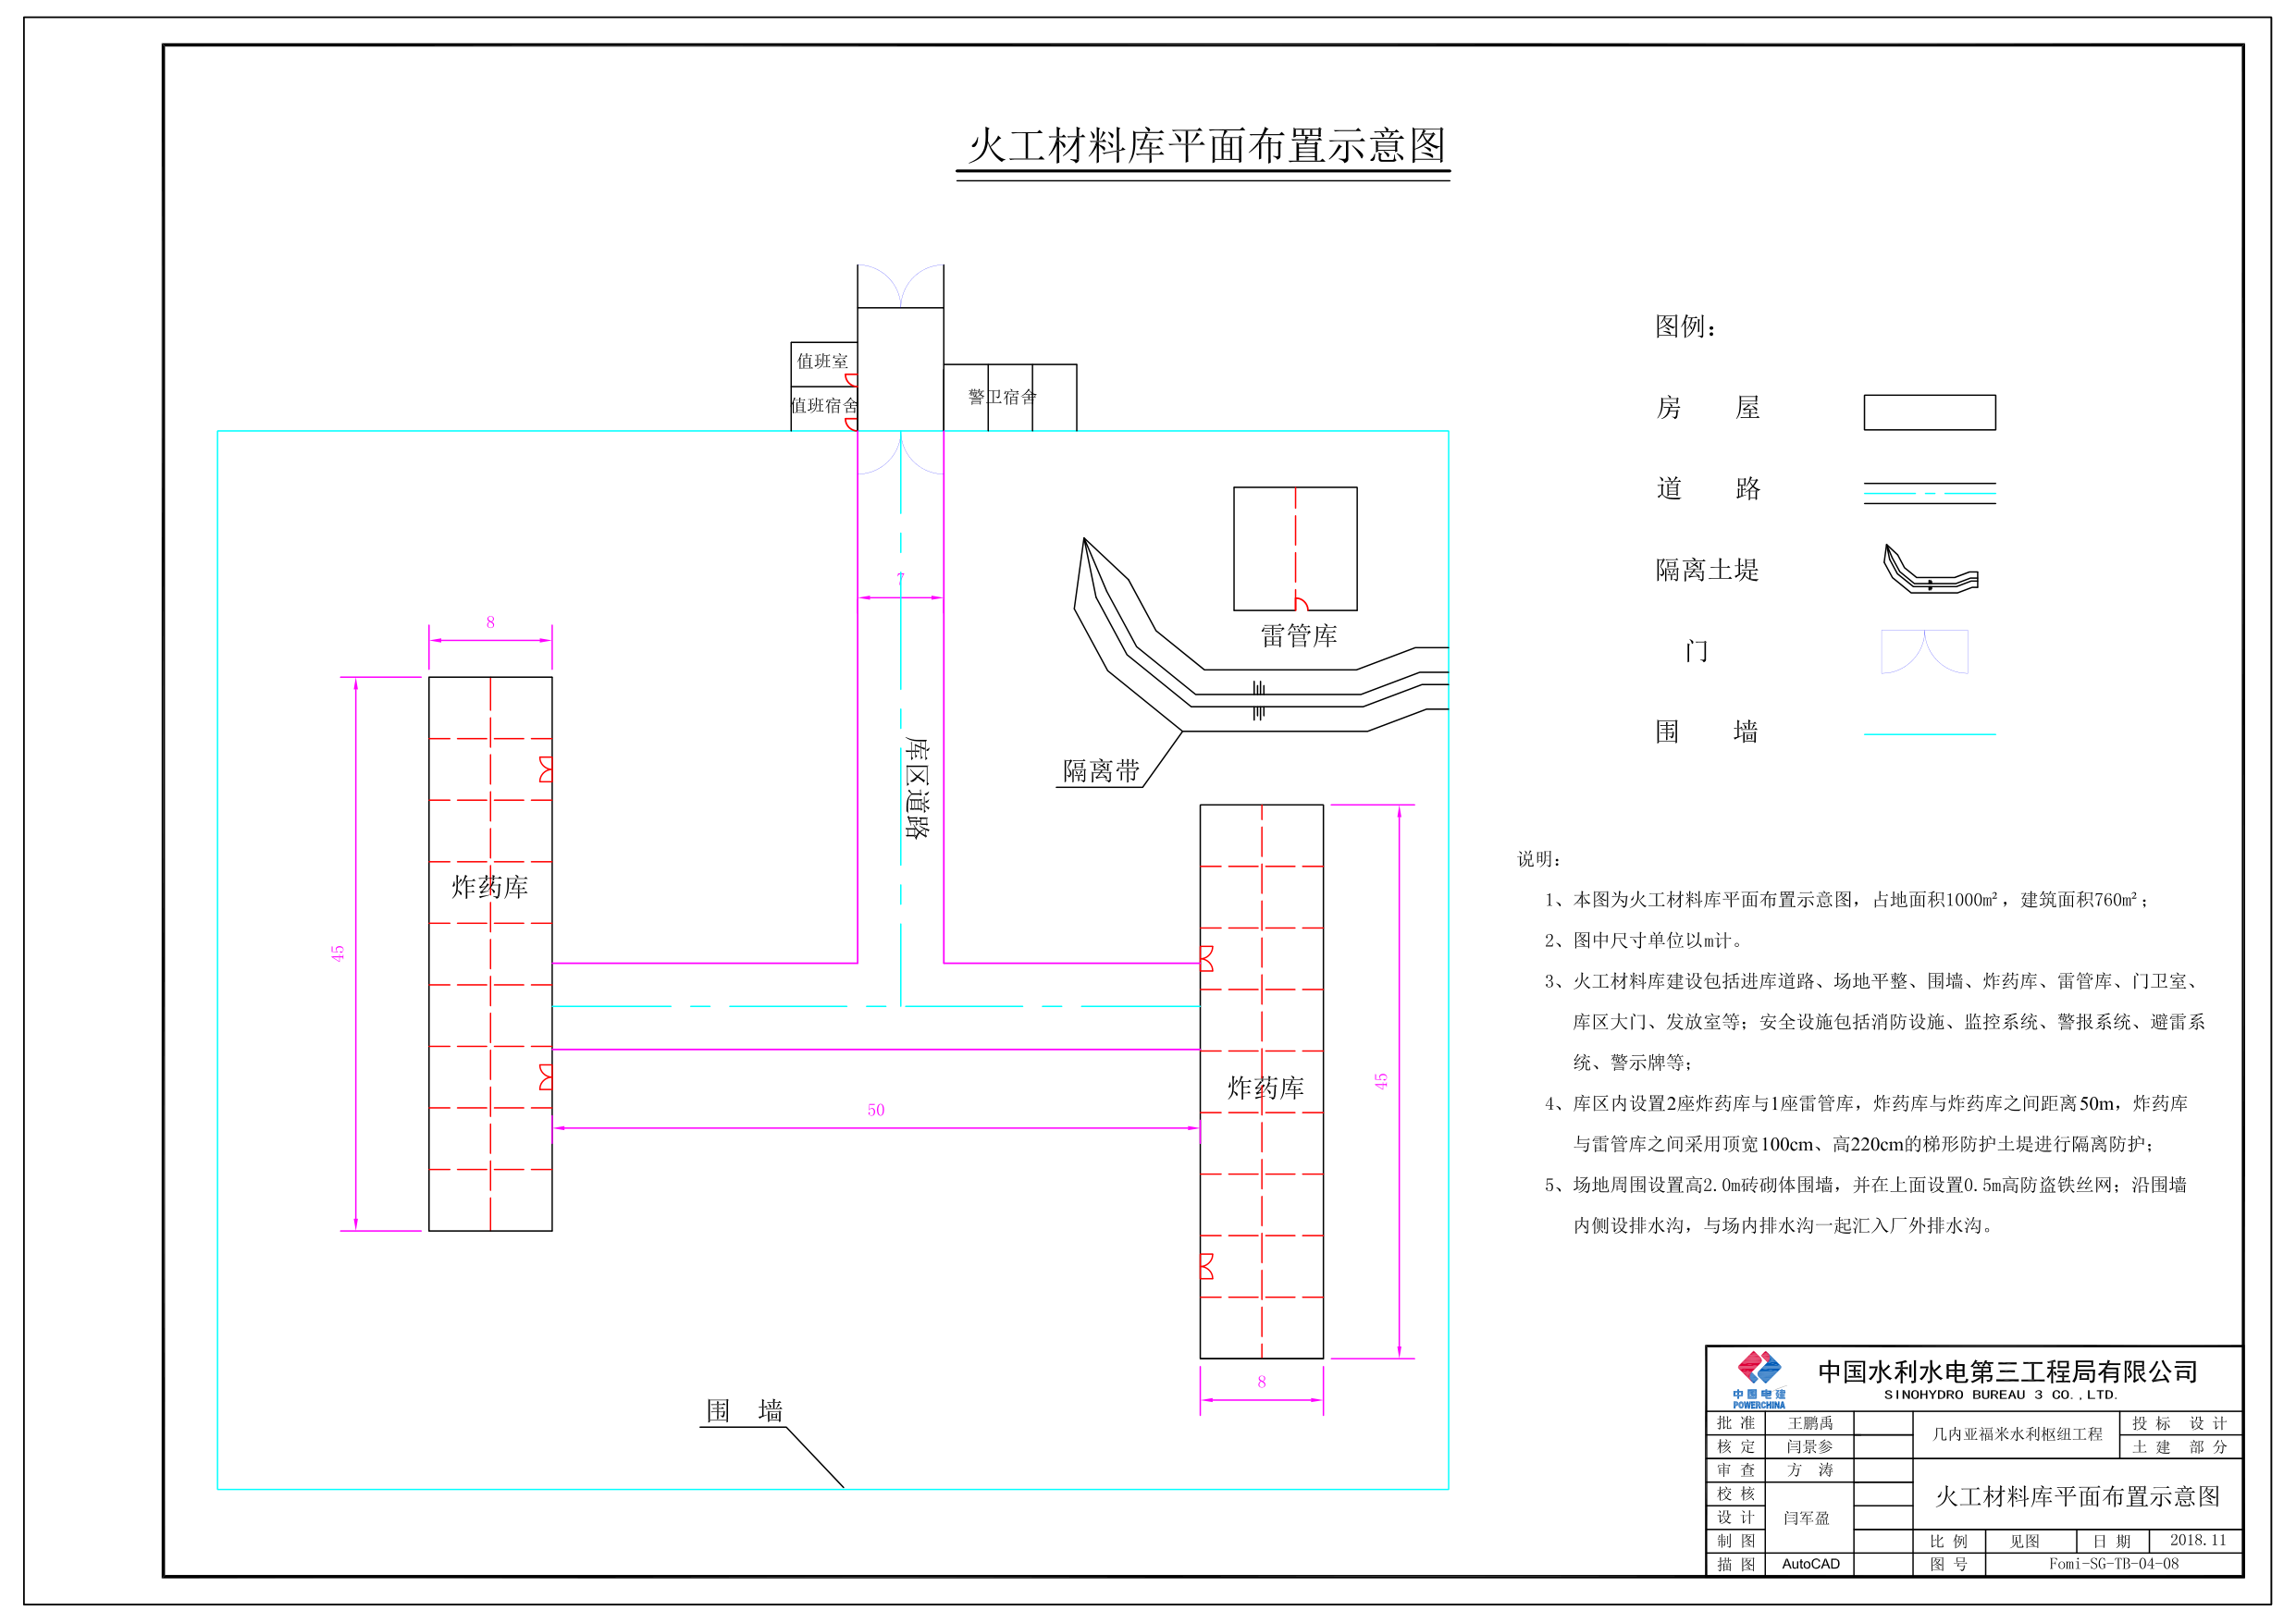 火工材料库平面布置示意图
值班室
值班宿舍
警卫宿舍
图例：
房 屋
道 路
隔离土堤
门
围 墙
7
8
雷管库
库区道路
隔离带
炸药库
45
50
炸药库
45
8
围 墙
说明：
1、本图为火工材料库平面布置示意图，占地面积1000m²，建筑面积760m²；
2、图中尺寸单位以m计。
3、火工材料库建设包括进库道路、场地平整、围墙、炸药库、雷管库、门卫室、
库区大门、发放室等；安全设施包括消防设施、监控系统、警报系统、避雷系
统、警示牌等；
4、库区内设置2座炸药库与1座雷管库，炸药库与炸药库之间距离50m，炸药库
与雷管库之间采用顶宽100cm、高220cm的梯形防护土堤进行隔离防护；
5、场地周围设置高2.0m砖砌体围墙，并在上面设置0.5m高防盗铁丝网；沿围墙
内侧设排水沟，与场内排水沟一起汇入厂外排水沟。
中国电建
POWERCHINA
中国水利水电第三工程局有限公司
SINOHYDRO BUREAU 3 CO.,LTD.
批 准 王鹏禹
核 定 闫景参
审 查 方 涛
校 核
设 计 闫军盈
制 图
描 图 AutoCAD
几内亚福米水利枢纽工程
投 标 设 计
土 建 部 分
火工材料库平面布置示意图
比 例 见图 日 期 2018.11
图 号 Fomi-SG-TB-04-08